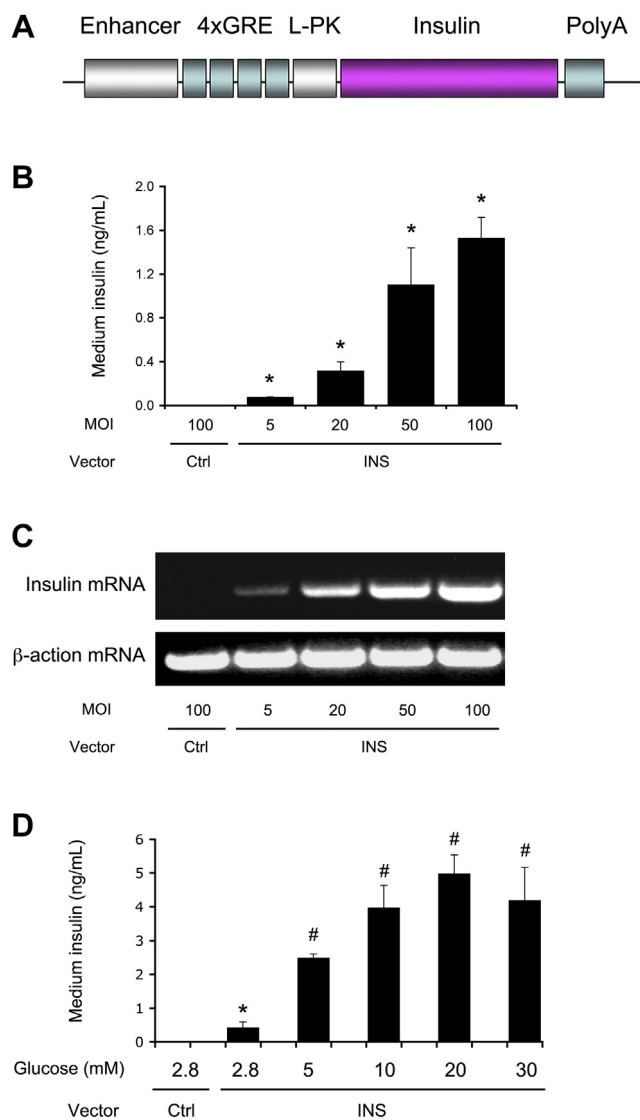 A
Enhancer 4xGRE L-PK Insulin PolyA
B
Medium insulin (ng/mL)
2.0
1.6
1.2
0.8
0.4
0.0
* * * *
MOI 100 5 20 50 100
Vector Ctrl INS
C
Insulin mRNA
β-action mRNA
MOI 100 5 20 50 100
Vector Ctrl INS
D
Medium insulin (ng/mL)
6
5
4
3
2
1
0
* # # # #
Glucose (mM) 2.8 2.8 5 10 20 30
Vector Ctrl INS